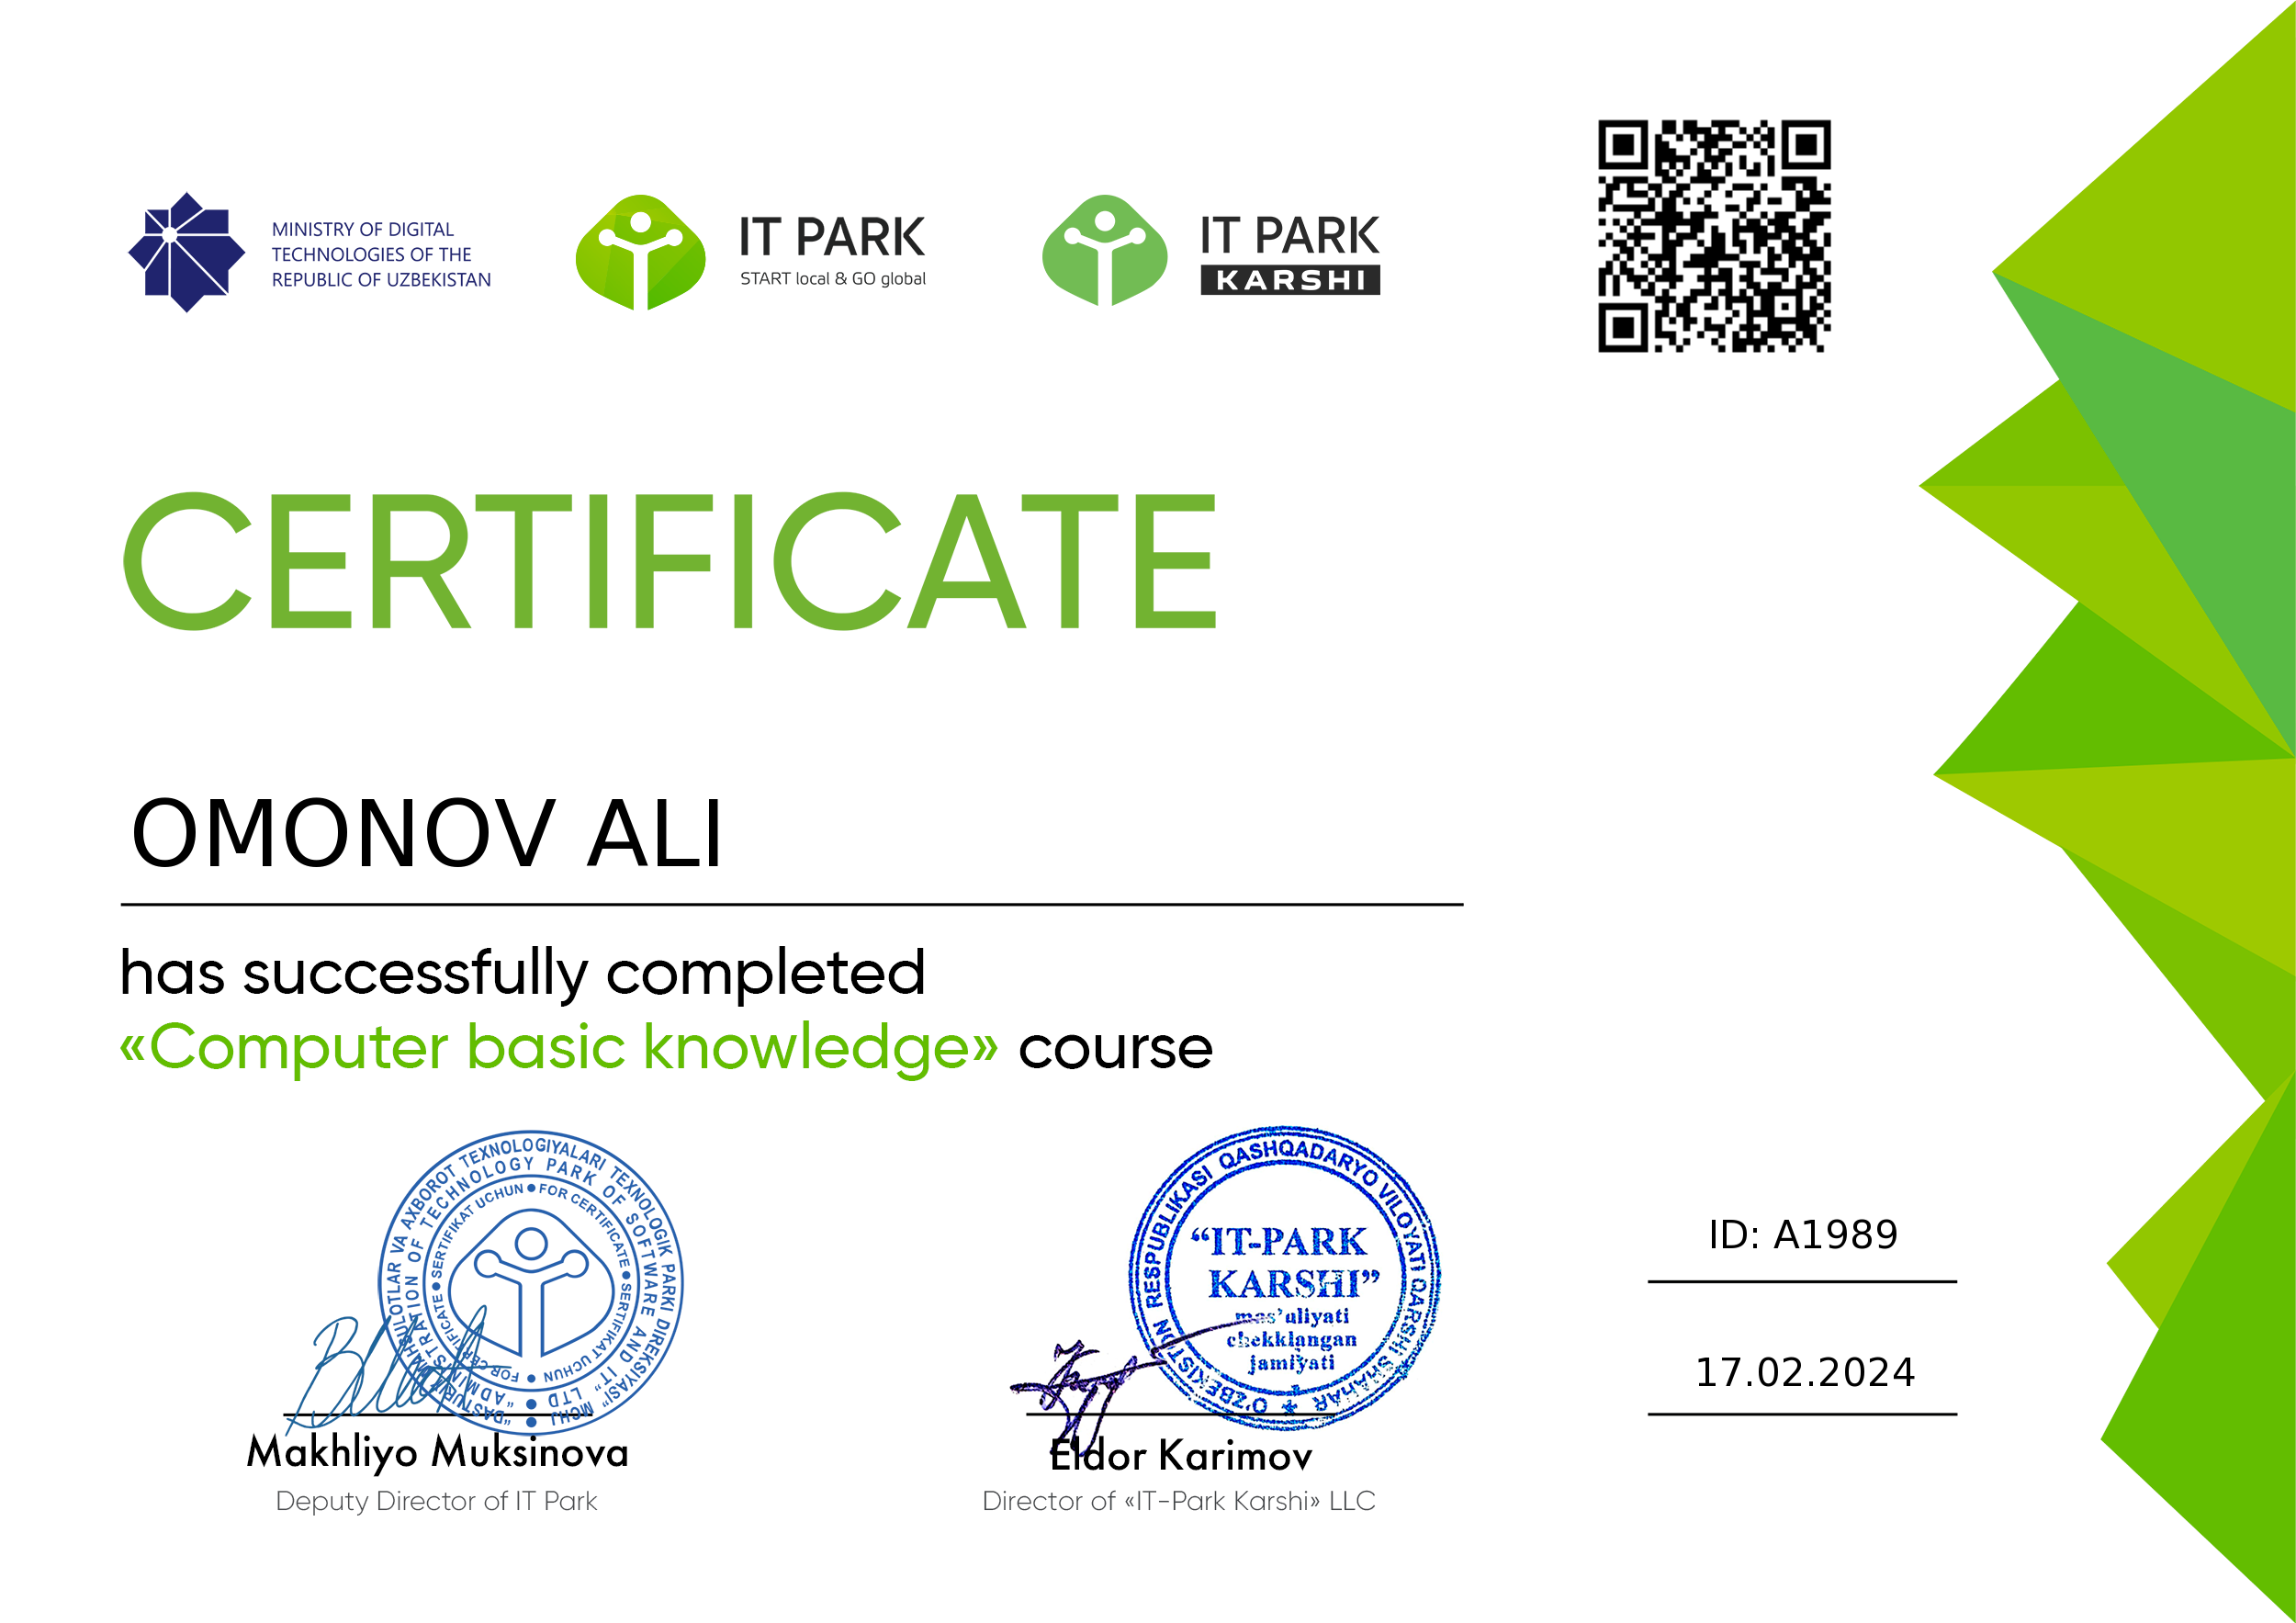 MINISTRY OF DIGITAL
TECHNOLOGIES OF THE
REPUBLIC OF UZBEKISTAN
IT PARK
START local & GO global
IT PARK
KARSHI
CERTIFICATE
OMONOV ALI
has successfully completed
«Computer basic knowledge» course
"DASTURIY MAHSULOTLAR VA AXBOROT TEXNOLOGIYALARI TEXNOLOGIK PARKI DIREKSIYASI" MCHJ
"ADMINISTRATION OF TECHNOLOGY PARK OF SOFTWARE AND IT" LTD
SERTIFIKAT UCHUN • FOR CERTIFICATE • SERTIFIKAT UCHUN • FOR CERTIFICATE
O'ZBEKISTON RESPUBLIKASI QASHQADARYO VILOYATI QARSHI SHAHAR
“IT-PARK
KARSHI”
mas’uliyati
chekklangan
jamiyati
ID: A1989
17.02.2024
Makhliyo Muksinova
Deputy Director of IT Park
Eldor Karimov
Director of «IT-Park Karshi» LLC